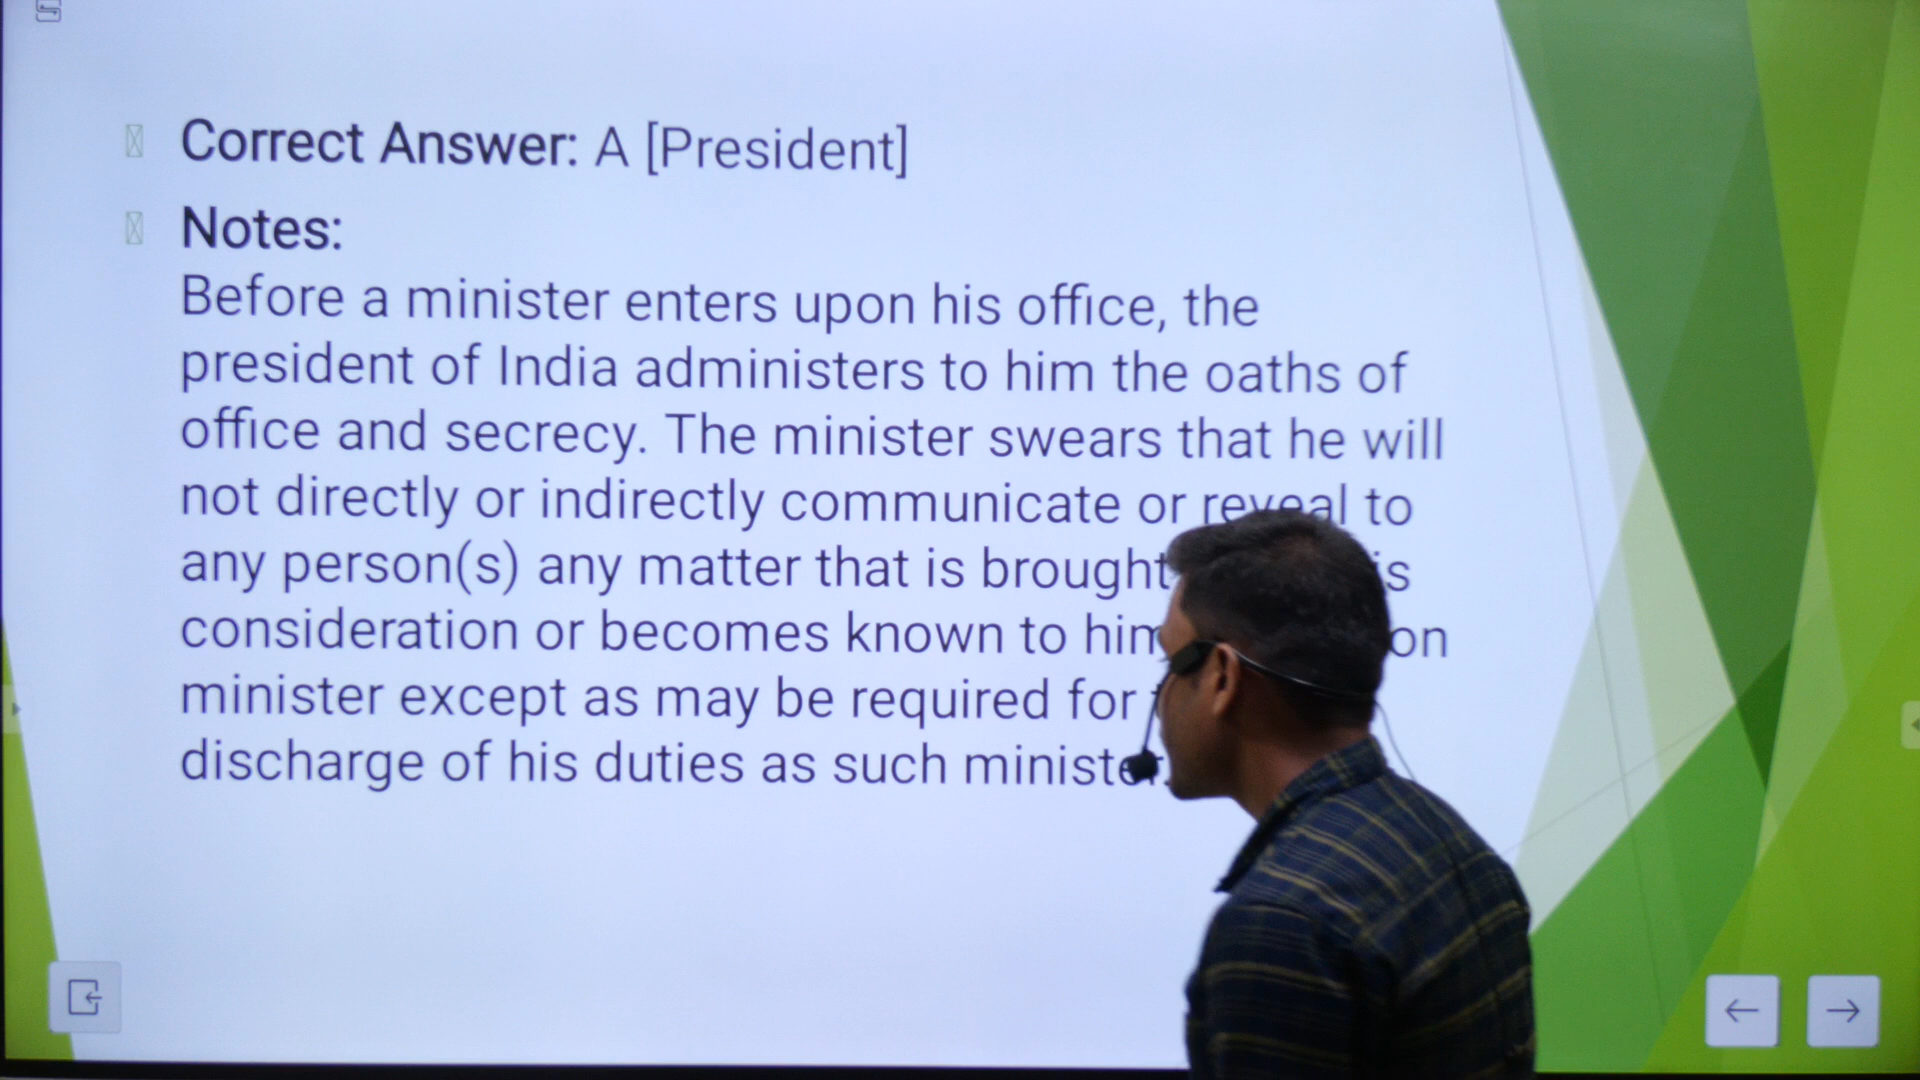 Correct Answer: A [President]
Notes:
Before a minister enters upon his office, the
president of India administers to him the oaths of
office and secrecy. The minister swears that he will
not directly or indirectly communicate or reveal to
any person(s) any matter that is brought
consideration or becomes known to him on
minister except as may be required for
discharge of his duties as such minister.